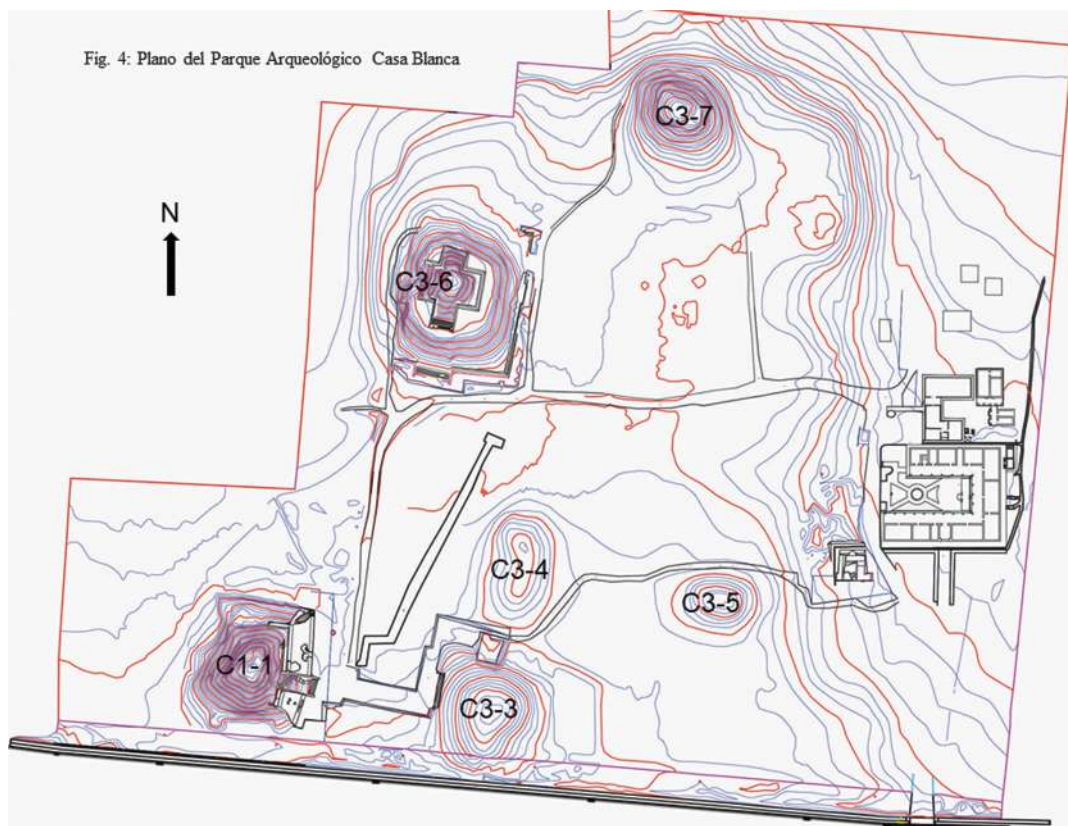 Fig. 4: Plano del Parque Arqueológico Casa Blanca
C3-7
N
C3-6
C3-4
C3-5
C1-1
C3-3